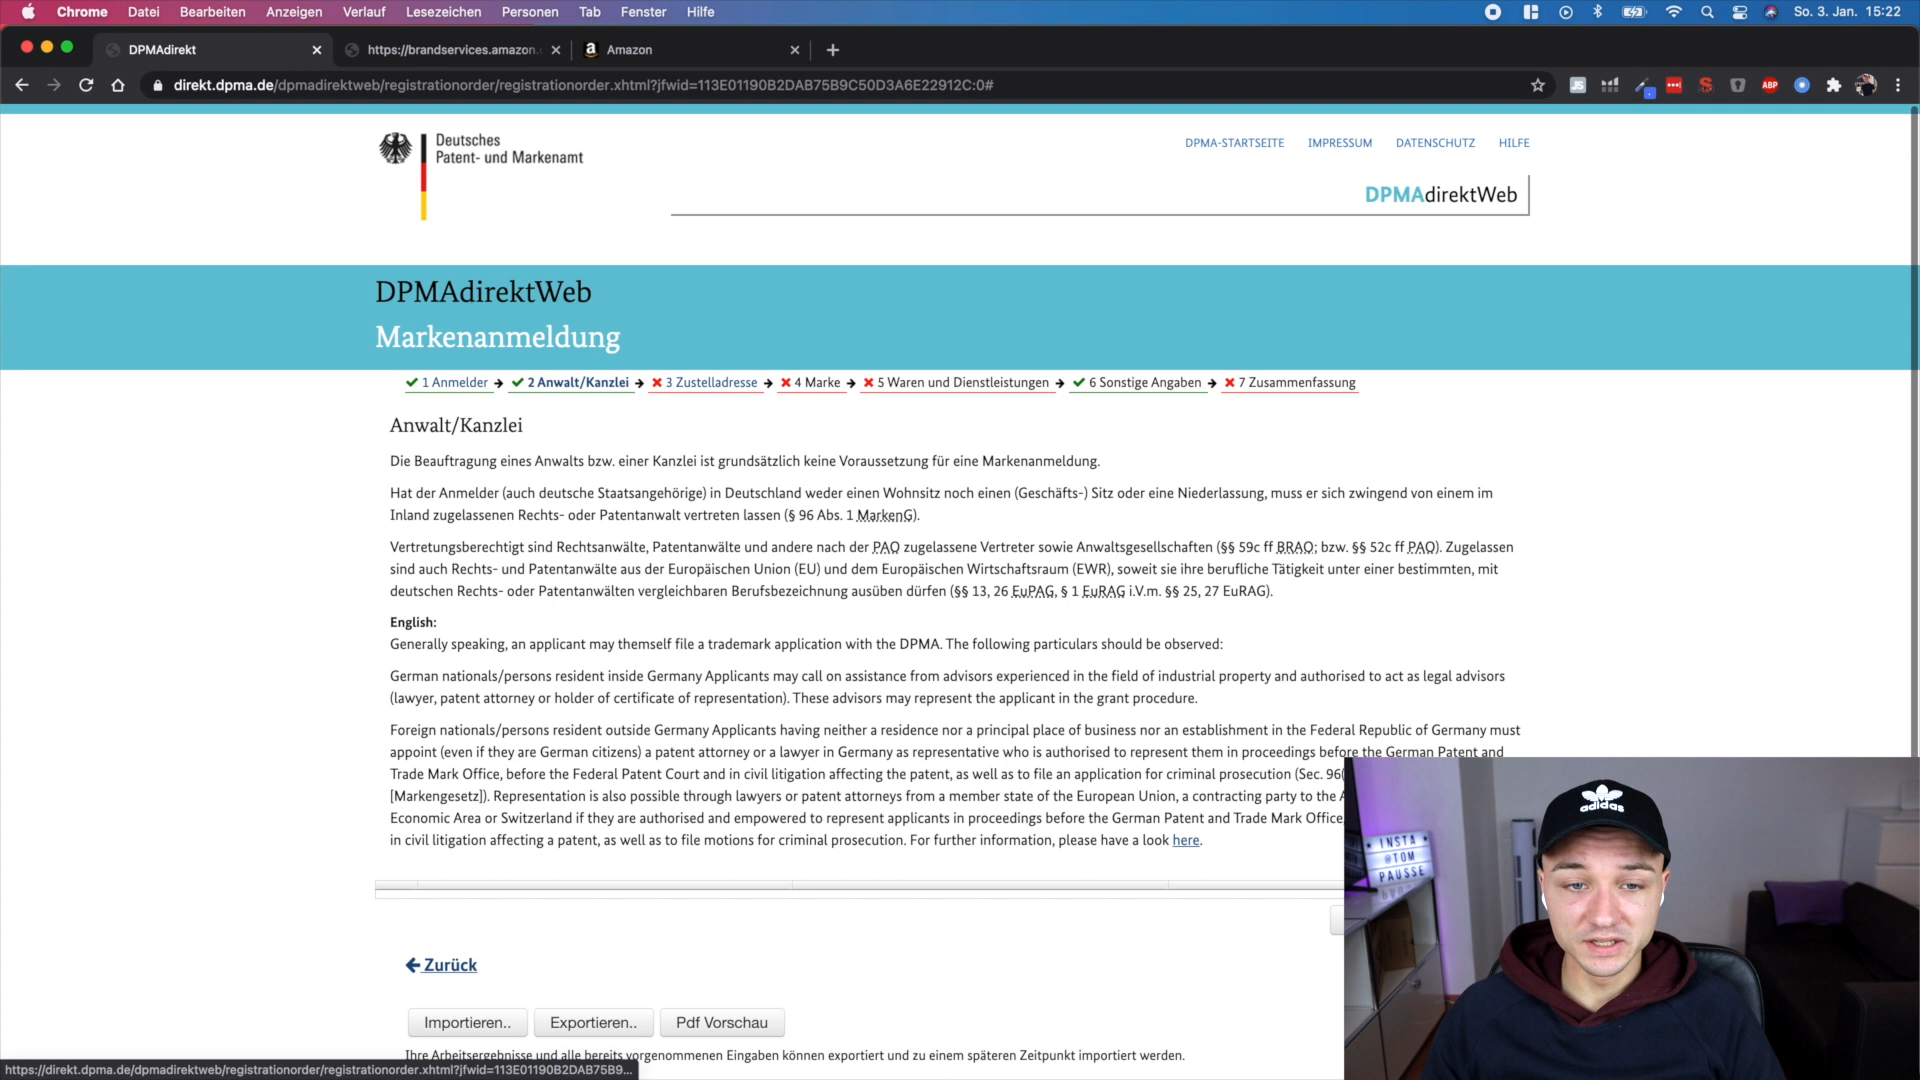 Chrome Datei Bearbeiten Anzeigen Verlauf Lesezeichen Personen Tab Fenster Hilfe
So. 3. Jan. 15:22
DPMAdirekt
https://brandservices.amazon.
Amazon
direkt.dpma.de/dpmadirektweb/registrationorder/registrationorder.xhtml?jfwid=113E01190B2DAB75B9C50D3A6E22912C:0#
ABP
Deutsches
Patent- und Markenamt
DPMA-STARTSEITE IMPRESSUM DATENSCHUTZ HILFE
DPMAdirektWeb
DPMAdirektWeb
Markenanmeldung
1 Anmelder 2 Anwalt/Kanzlei 3 Zustelladresse 4 Marke 5 Waren und Dienstleistungen 6 Sonstige Angaben 7 Zusammenfassung
Anwalt/Kanzlei
Die Beauftragung eines Anwalts bzw. einer Kanzlei ist grundsätzlich keine Voraussetzung für eine Markenanmeldung.
Hat der Anmelder (auch deutsche Staatsangehörige) in Deutschland weder einen Wohnsitz noch einen (Geschäfts-) Sitz oder eine Niederlassung, muss er sich zwingend von einem im
Inland zugelassenen Rechts- oder Patentanwalt vertreten lassen (§ 96 Abs. 1 MarkenG).
Vertretungsberechtigt sind Rechtsanwälte, Patentanwälte und andere nach der PAO zugelassene Vertreter sowie Anwaltsgesellschaften (§§ 59c ff BRAO; bzw. §§ 52c ff PAO). Zugelassen
sind auch Rechts- und Patentanwälte aus der Europäischen Union (EU) und dem Europäischen Wirtschaftsraum (EWR), soweit sie ihre berufliche Tätigkeit unter einer bestimmten, mit
deutschen Rechts- oder Patentanwälten vergleichbaren Berufsbezeichnung ausüben dürfen (§§ 13, 26 EuPAG, § 1 EuRAG i.V.m. §§ 25, 27 EuRAG).
English:
Generally speaking, an applicant may themself file a trademark application with the DPMA. The following particulars should be observed:
German nationals/persons resident inside Germany Applicants may call on assistance from advisors experienced in the field of industrial property and authorised to act as legal advisors
(lawyer, patent attorney or holder of certificate of representation). These advisors may represent the applicant in the grant procedure.
Foreign nationals/persons resident outside Germany Applicants having neither a residence nor a principal place of business nor an establishment in the Federal Republic of Germany must
appoint (even if they are German citizens) a patent attorney or a lawyer in Germany as representative who is authorised to represent them in proceedings before the German Patent and
Trade Mark Office, before the Federal Patent Court and in civil litigation affecting the patent, as well as to file an application for criminal prosecution (Sec. 96(
[Markengesetz]). Representation is also possible through lawyers or patent attorneys from a member state of the European Union, a contracting party to the
Economic Area or Switzerland if they are authorised and empowered to represent applicants in proceedings before the German Patent and Trade Mark Office,
in civil litigation affecting a patent, as well as to file motions for criminal prosecution. For further information, please have a look here.
Zurück
Importieren.. Exportieren.. Pdf Vorschau
Ihre Arbeitsergebnisse und alle bereits vorgenommenen Eingaben können exportiert und zu einem späteren Zeitpunkt importiert werden.
https://direkt.dpma.de/dpmadirektweb/registrationorder/registrationorder.xhtml?jfwid=113E01190B2DAB75B9...
INSTA
@TOM
PAUSSE
adidas